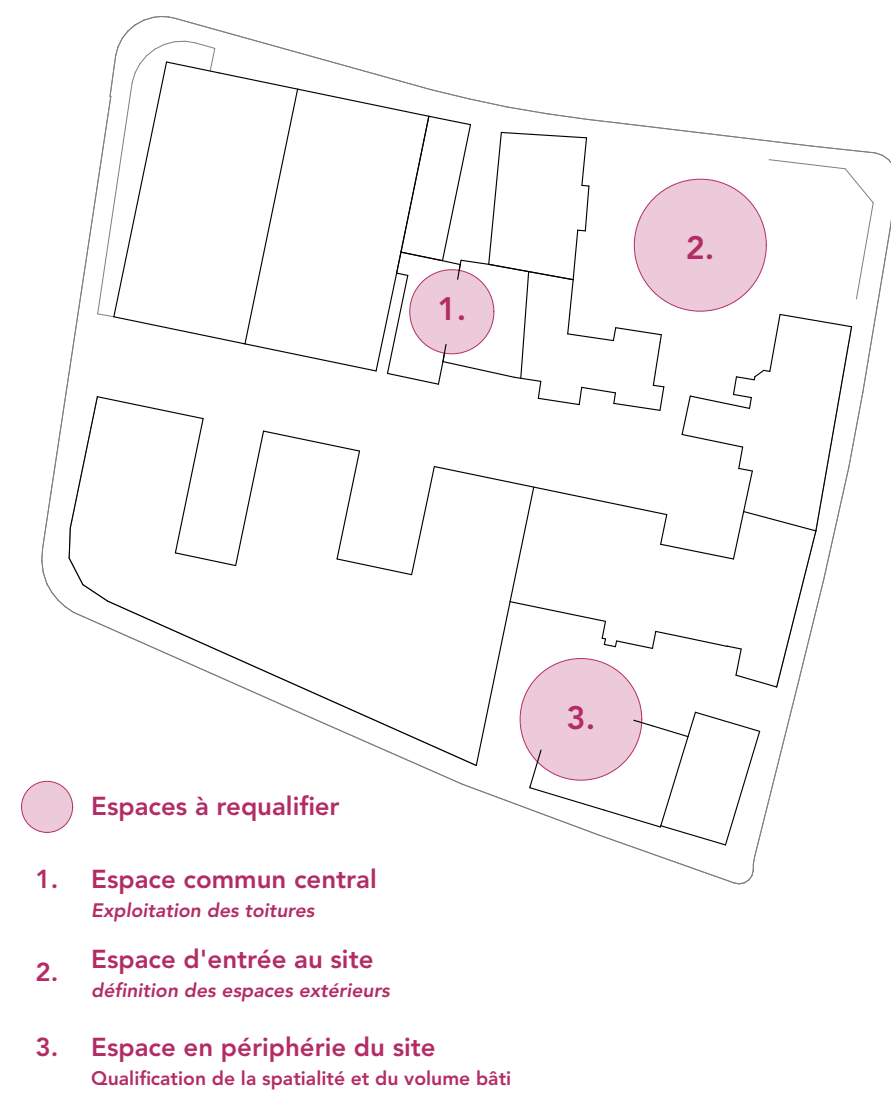 2.
1.
3.
Espaces à requalifier
1. Espace commun central
Exploitation des toitures
2. Espace d'entrée au site
définition des espaces extérieurs
3. Espace en périphérie du site
Qualification de la spatialité et du volume bâti